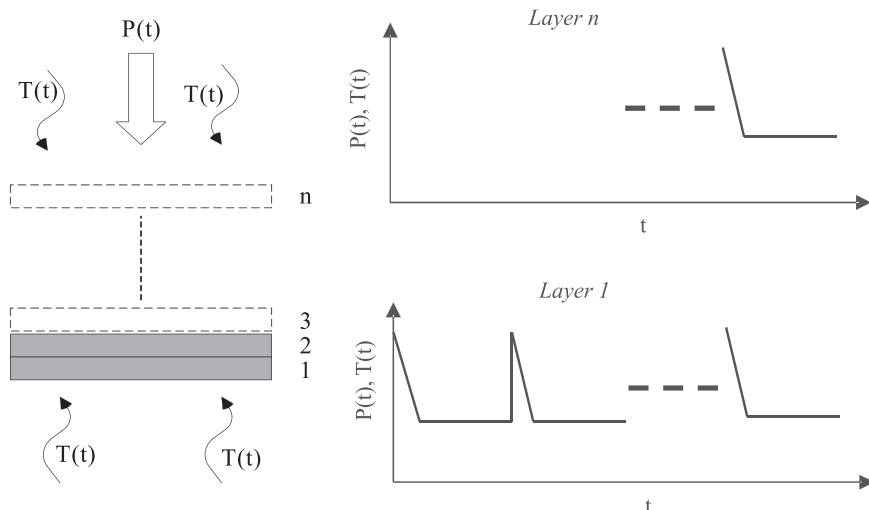 P(t)
T(t)
T(t)
n
3
2
1
T(t)
T(t)
Layer n
P(t), T(t)
t
Layer 1
P(t), T(t)
t